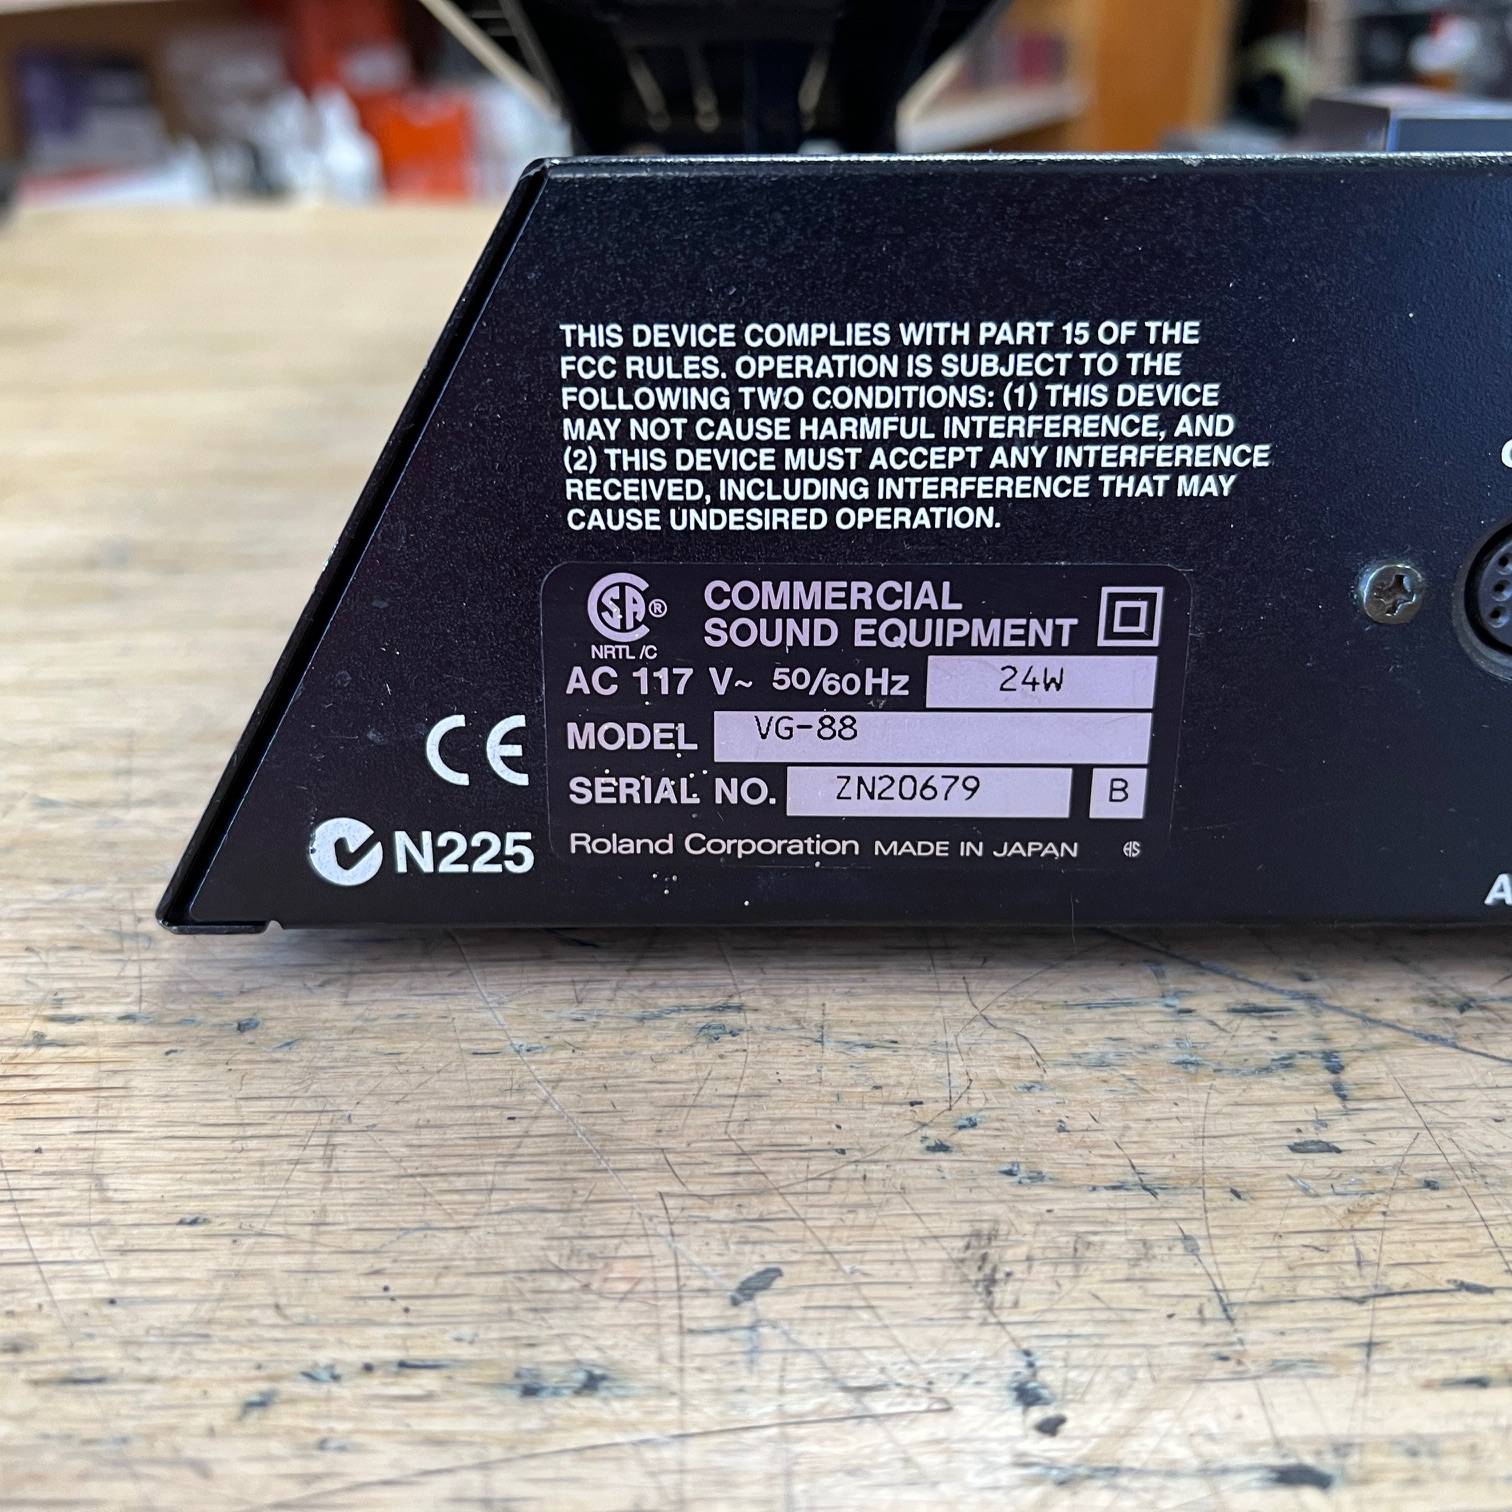 THIS DEVICE COMPLIES WITH PART 15 OF THE
FCC RULES. OPERATION IS SUBJECT TO THE
FOLLOWING TWO CONDITIONS: (1) THIS DEVICE
MAY NOT CAUSE HARMFUL INTERFERENCE, AND
(2) THIS DEVICE MUST ACCEPT ANY INTERFERENCE
RECEIVED, INCLUDING INTERFERENCE THAT MAY
CAUSE UNDESIRED OPERATION.
SA ®
NRTL /C
COMMERCIAL
SOUND EQUIPMENT
AC 117 V~ 50/60Hz 24W
MODEL VG-88
SERIAL NO. ZN20679 B
Roland Corporation MADE IN JAPAN
CE
N225